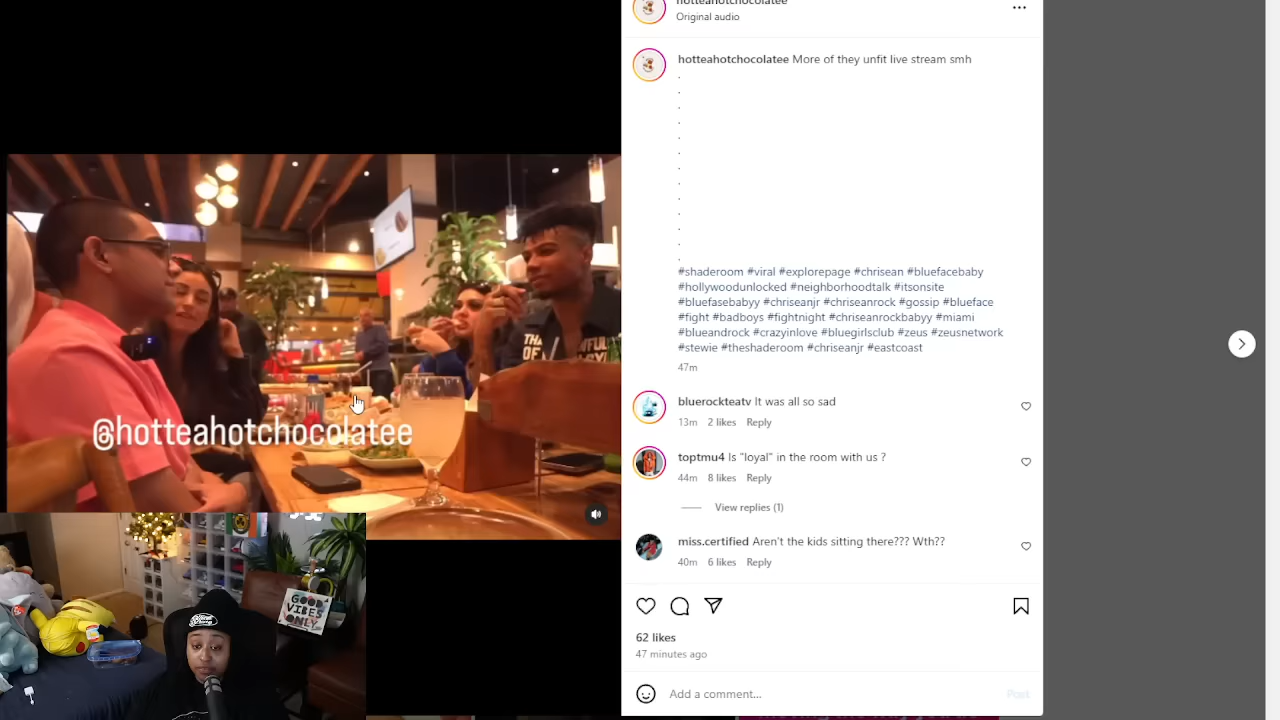 hotteahotchocolatee
Original audio
hotteahotchocolatee More of they unfit live stream smh
.
.
.
.
.
.
.
.
.
.
.
.
.
#shaderoom #viral #explorepage #chrisean #bluefacebaby
#hollywoodunlocked #neighborhoodtalk #itsonsite
#bluefasebabyy #chriseanjr #chriseanrock #gossip #blueface
#fight #badboys #fightnight #chriseanrockbabyy #miami
#blueandrock #crazyinlove #bluegirlsclub #zeus #zeusnetwork
#stewie #theshaderoom #chriseanjr #eastcoast
47m
bluerockteatv It was all so sad
13m 2 likes Reply
toptmu4 Is "loyal" in the room with us ?
44m 8 likes Reply
View replies (1)
miss.certified Aren't the kids sitting there??? Wth??
40m 6 likes Reply
62 likes
47 minutes ago
Add a comment...
Post
@hotteahotchocolatee
GOOD
VIBES
ONLY